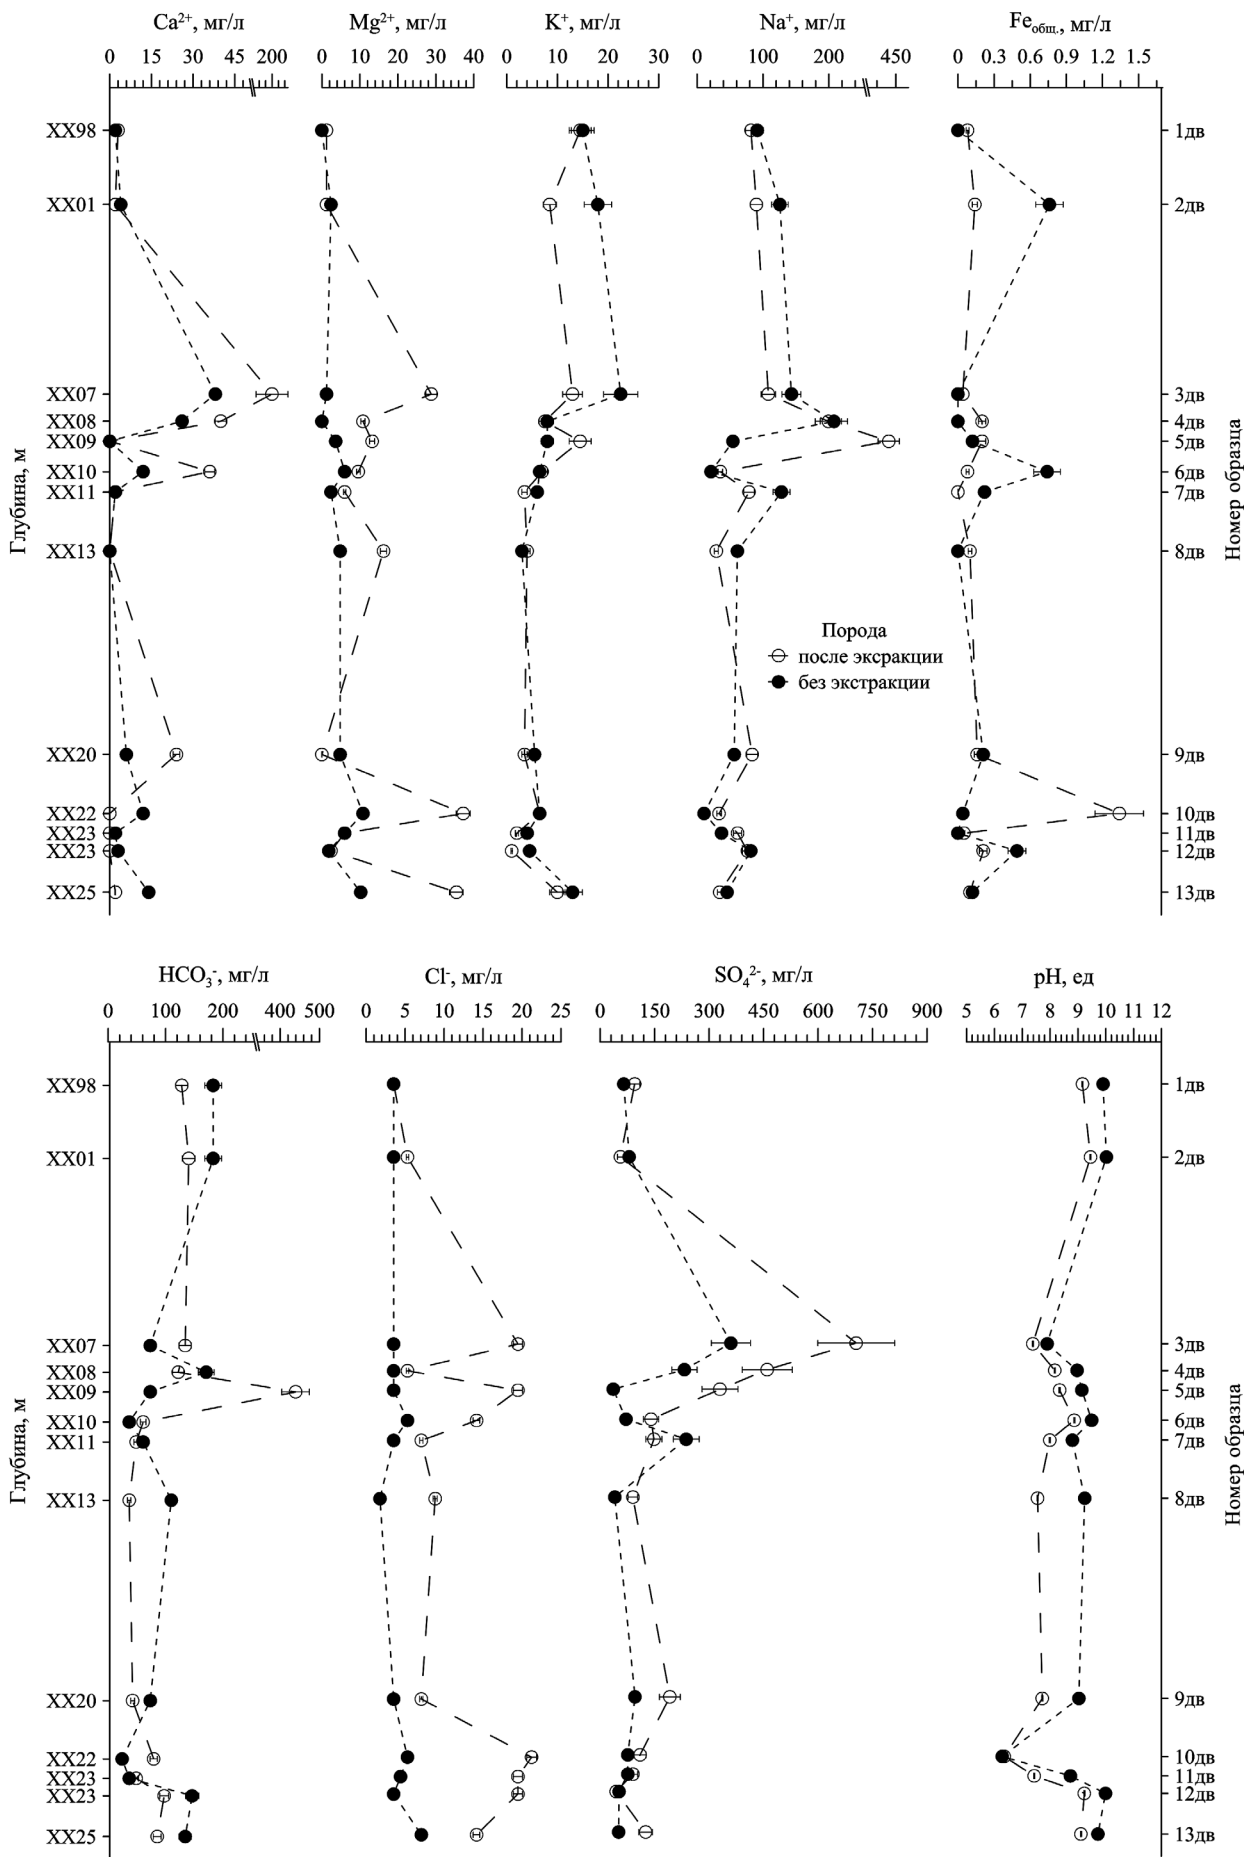 Ca²⁺, мг/л Mg²⁺, мг/л K⁺, мг/л Na⁺, мг/л Feобщ., мг/л
0 15 30 45 200 0 10 20 30 40 0 10 20 30 0 100 200 450 0 0.3 0.6 0.9 1.2 1.5
XX98 1дв
XX01 2дв
XX07 3дв
XX08 4дв
XX09 5дв
XX10 6дв
XX11 7дв
XX13 8дв
Глубина, м
Номер образца
Порода
после эксракции
без экстракции
XX20 9дв
XX22 10дв
XX23 11дв
XX23 12дв
XX25 13дв
HCO₃⁻, мг/л Cl⁻, мг/л SO₄²⁻, мг/л pH, ед
0 100 200 400 500 0 5 10 15 20 25 0 150 300 450 600 750 900 5 6 7 8 9 10 11 12
XX98 1дв
XX01 2дв
XX07 3дв
XX08 4дв
XX09 5дв
XX10 6дв
XX11 7дв
XX13 8дв
Глубина, м
Номер образца
XX20 9дв
XX22 10дв
XX23 11дв
XX23 12дв
XX25 13дв